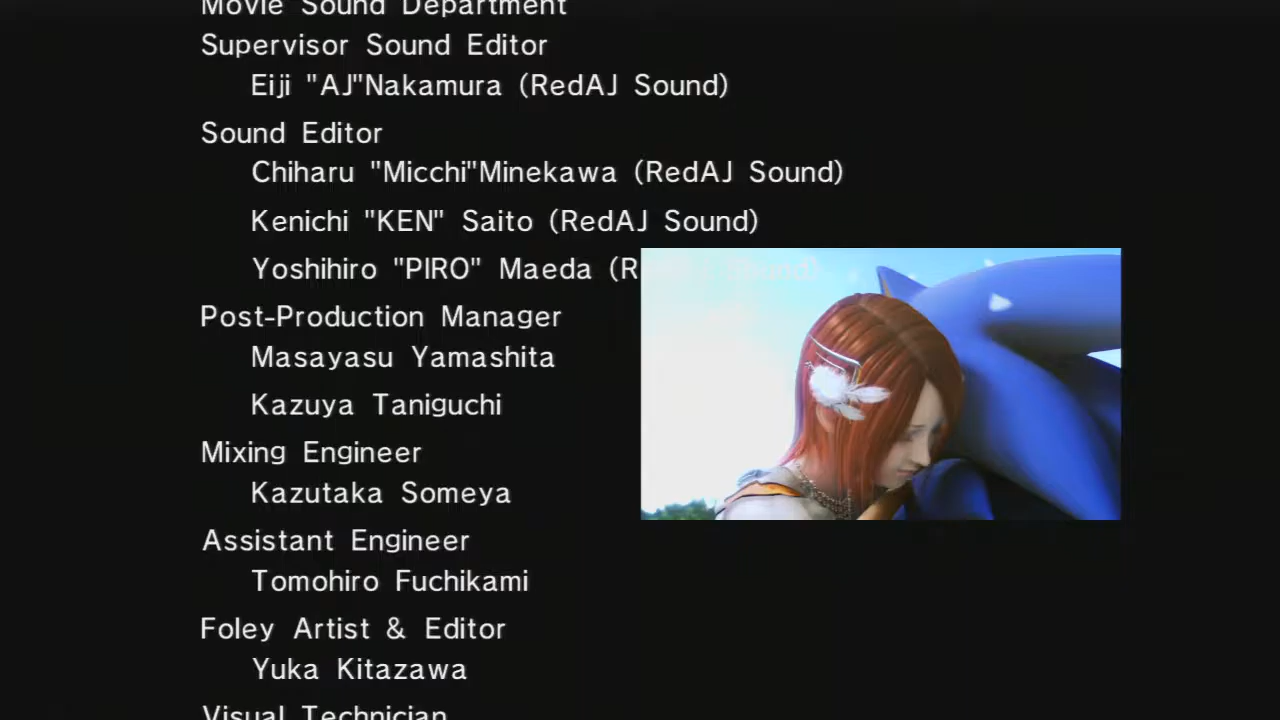 Movie Sound Department
Supervisor Sound Editor
Eiji "AJ"Nakamura (RedAJ Sound)
Sound Editor
Chiharu "Micchi"Minekawa (RedAJ Sound)
Kenichi "KEN" Saito (RedAJ Sound)
Yoshihiro "PIRO" Maeda (RedAJ Sound)
Post-Production Manager
Masayasu Yamashita
Kazuya Taniguchi
Mixing Engineer
Kazutaka Someya
Assistant Engineer
Tomohiro Fuchikami
Foley Artist & Editor
Yuka Kitazawa
Visual Technician